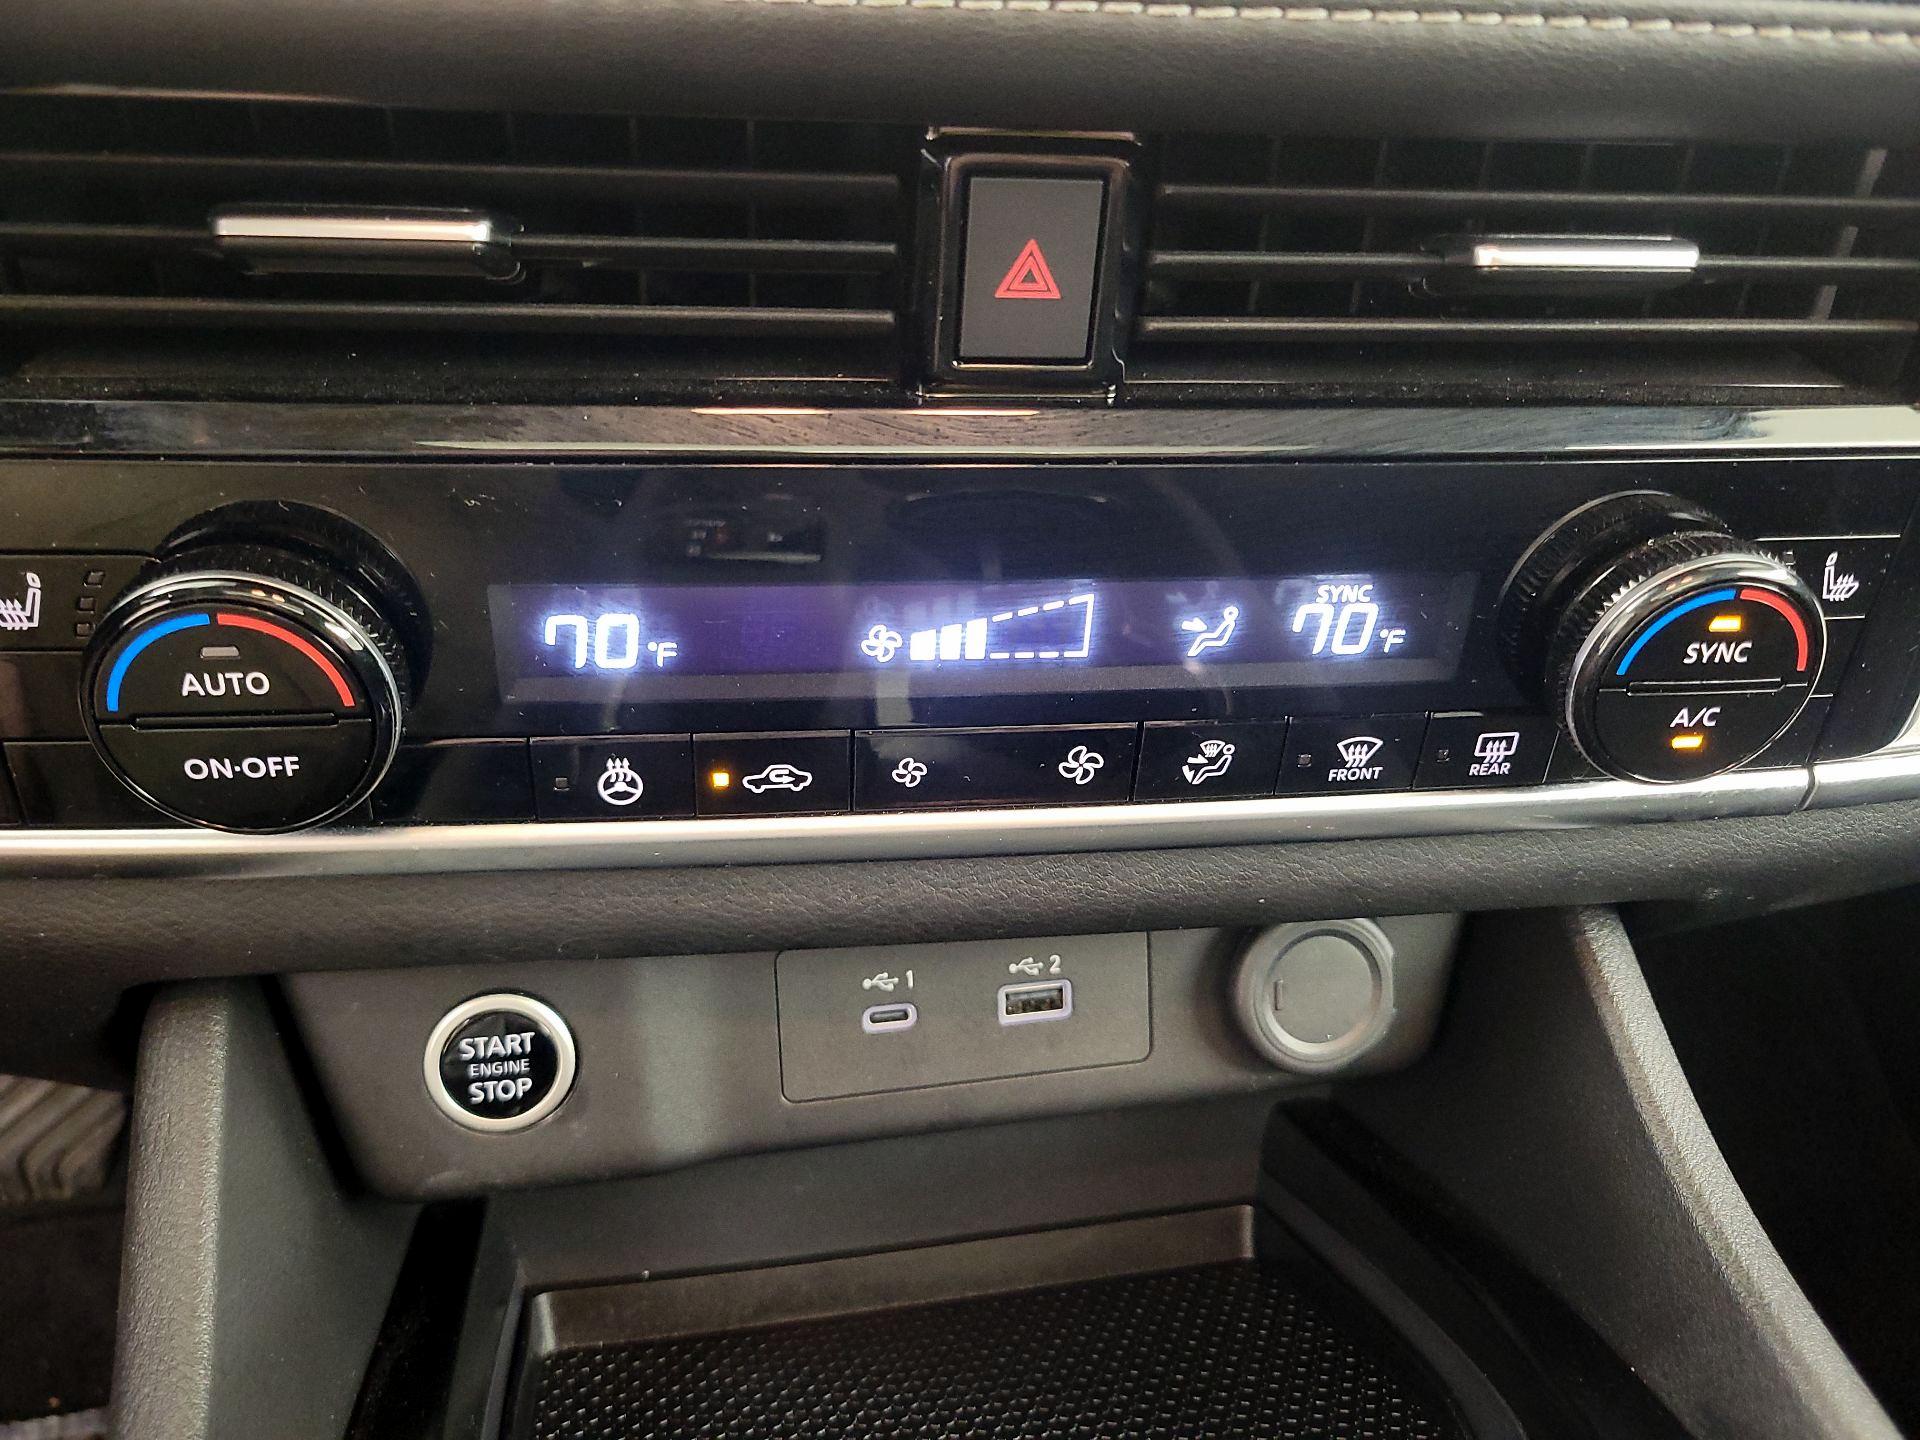 SYNC
70°F
70°F
AUTO
ON·OFF
SYNC
A/C
FRONT
REAR
1
2
START
ENGINE
STOP